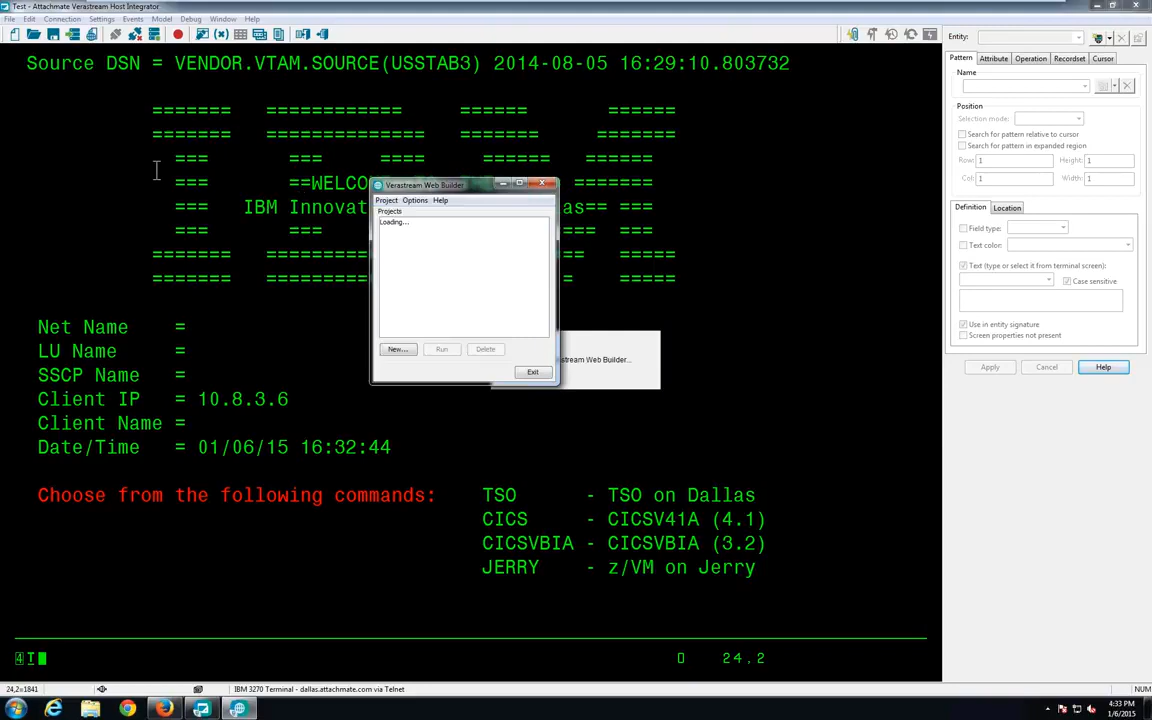 Test - Attachmate Verastream Host Integrator
File Edit Connection Settings Events Model Debug Window Help
Source DSN = VENDOR.VTAM.SOURCE(USSTAB3) 2014-08-05 16:29:10.803732
======= ============ ====== ======
======= ============== ======= =======
=== === ==== ====== ======
=== ==WELCO =======
=== IBM Innovat as== ===
=== === === ===
======= ========= == =====
======= ========= = =====
Net Name =
LU Name =
SSCP Name =
Client IP = 10.8.3.6
Client Name =
Date/Time = 01/06/15 16:32:44
Choose from the following commands: TSO - TSO on Dallas
CICS - CICSV41A (4.1)
CICSVBIA - CICSVBIA (3.2)
JERRY - z/VM on Jerry
4 T 24,2
Verastream Web Builder
Project Options Help
Projects
Loading...
New... Run Delete
Exit
stream Web Builder...
Entity:
Pattern Attribute Operation Recordset Cursor
Name
Position
Selection mode:
Search for pattern relative to cursor
Search for pattern in expanded region
Row: 1 Height: 1
Col: 1 Width: 1
Definition Location
Field type:
Text color:
Text (type or select it from terminal screen):
Case sensitive
Use in entity signature
Screen properties not present
Apply Cancel Help
24,2=1841 IBM 3270 Terminal - dallas.attachmate.com via Telnet NUM
4:33 PM
1/6/2015